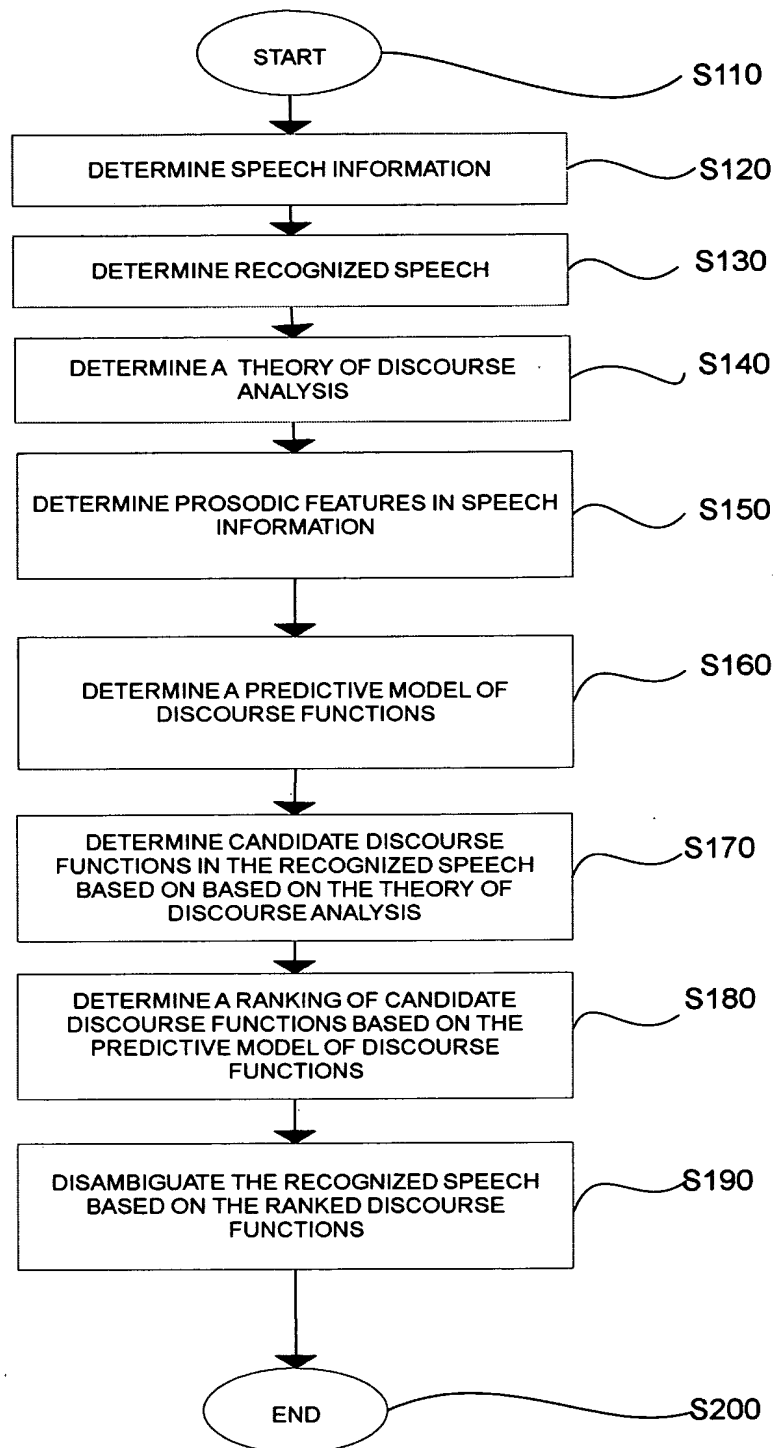 START
S110
DETERMINE SPEECH INFORMATION
S120
DETERMINE RECOGNIZED SPEECH
S130
DETERMINE A THEORY OF DISCOURSE
ANALYSIS
S140
DETERMINE PROSODIC FEATURES IN SPEECH
INFORMATION
S150
DETERMINE A PREDICTIVE MODEL OF
DISCOURSE FUNCTIONS
S160
DETERMINE CANDIDATE DISCOURSE
FUNCTIONS IN THE RECOGNIZED SPEECH
BASED ON BASED ON THE THEORY OF
DISCOURSE ANALYSIS
S170
DETERMINE A RANKING OF CANDIDATE
DISCOURSE FUNCTIONS BASED ON THE
PREDICTIVE MODEL OF DISCOURSE
FUNCTIONS
S180
DISAMBIGUATE THE RECOGNIZED SPEECH
BASED ON THE RANKED DISCOURSE
FUNCTIONS
S190
END
S200